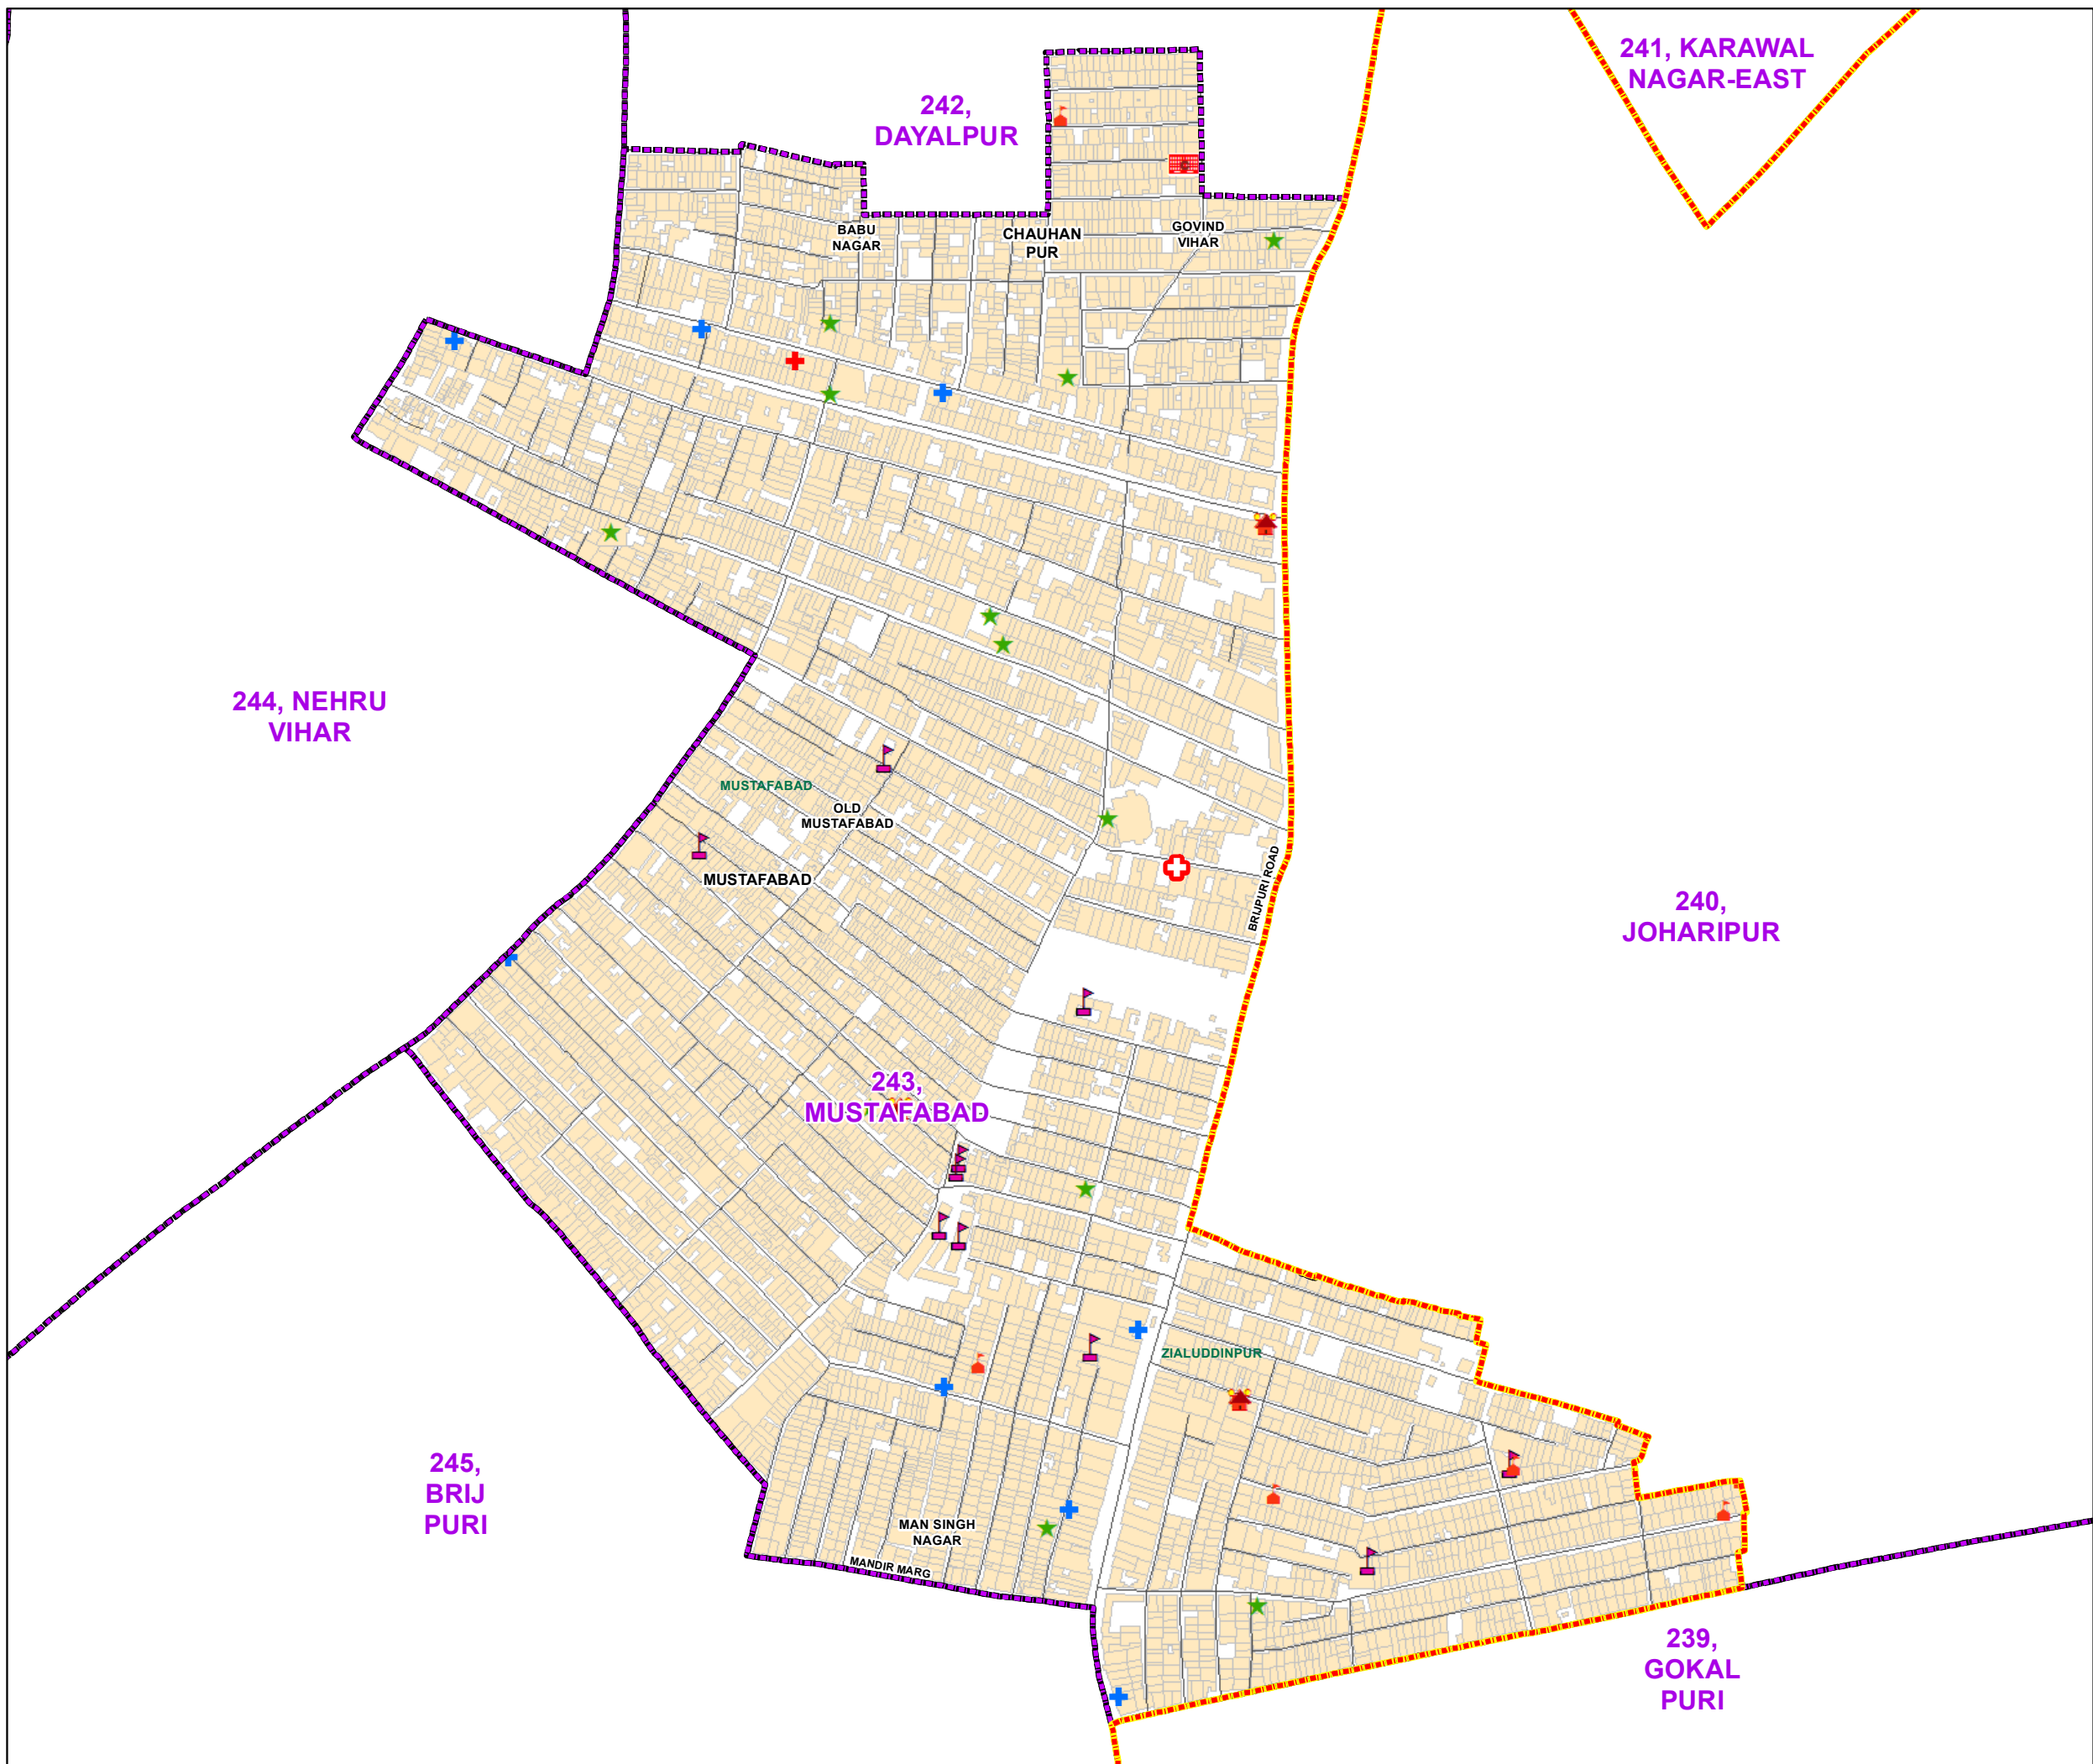 241, KARAWAL
NAGAR-EAST
242,
DAYALPUR
BABU
NAGAR
CHAUHAN
PUR
GOVIND
VIHAR
244, NEHRU
VIHAR
MUSTAFABAD
OLD
MUSTAFABAD
MUSTAFABAD
BRIJPURI ROAD
240,
JOHARIPUR
243,
MUSTAFABAD
ZIALUDDINPUR
245,
BRIJ
PURI
MAN SINGH
NAGAR
MANDIR MARG
239,
GOKAL
PURI